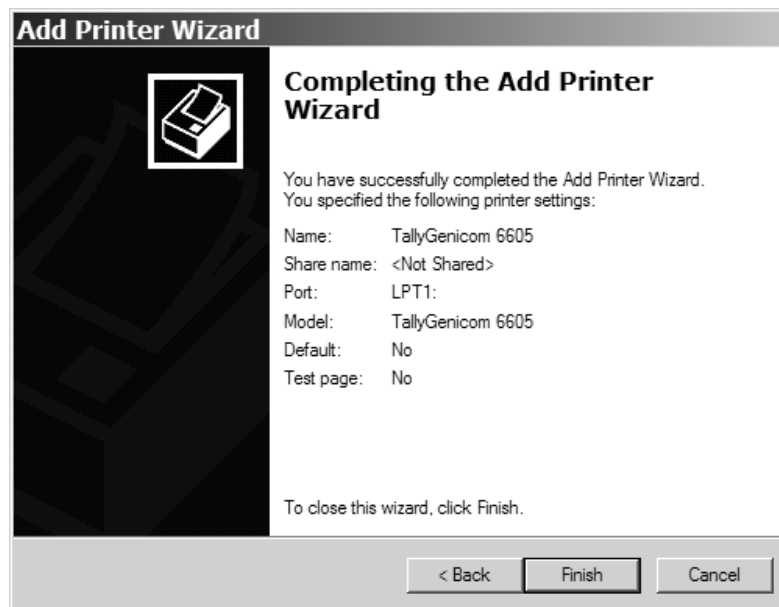 Add Printer Wizard
Completing the Add Printer
Wizard
You have successfully completed the Add Printer Wizard.
You specified the following printer settings:
Name: TallyGenicom 6605
Share name: <Not Shared>
Port: LPT1:
Model: TallyGenicom 6605
Default: No
Test page: No
To close this wizard, click Finish.
< Back Finish Cancel